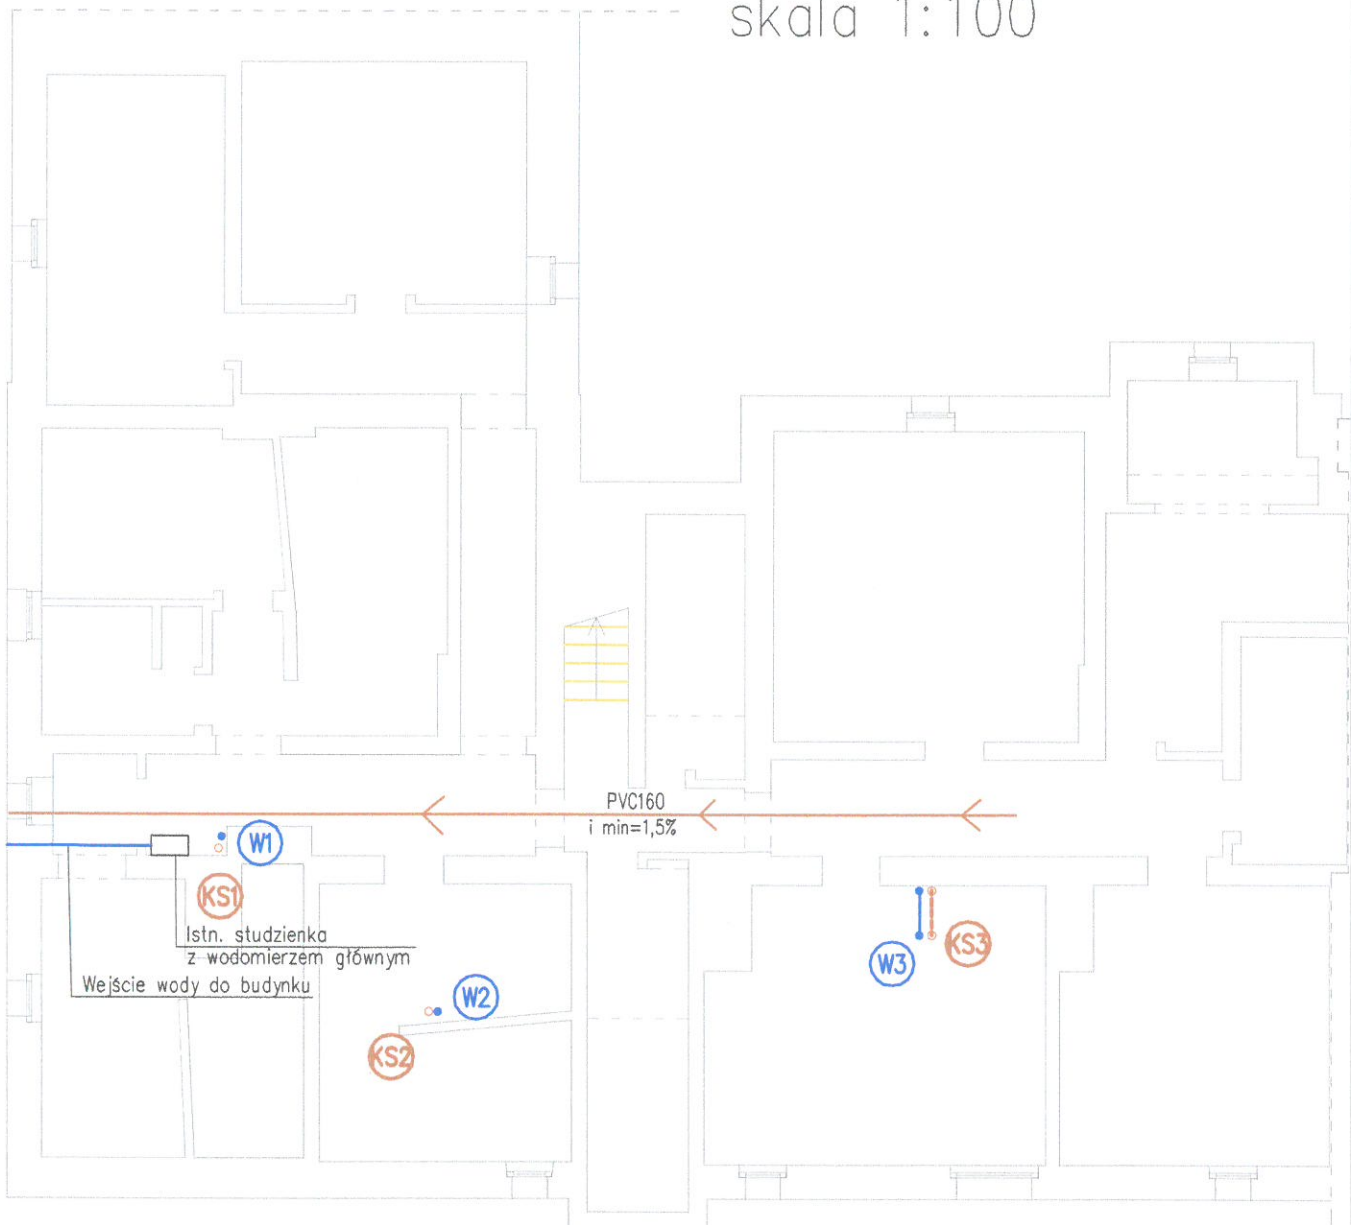 skala 1:100
PVC160
i min=1,5%
W1
KS1
Istn. studzienka
z wodomierzem głównym
Wejście wody do budynku
W2
KS2
W3
KS3